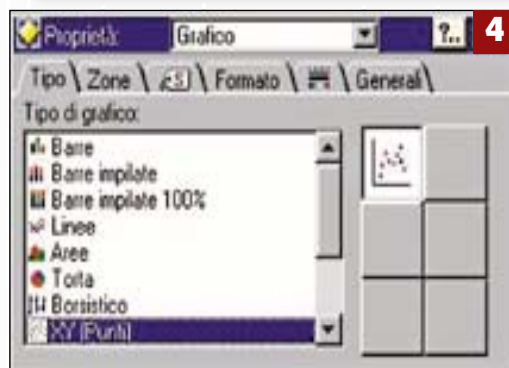 Proprietà: Grafico ?.. 4
Tipo Zone Formato Generali
Tipo di grafico:
Barre
Barre impilate
Barre impilate 100%
Linee
Aree
Torta
Borsistico
XY (Punti)